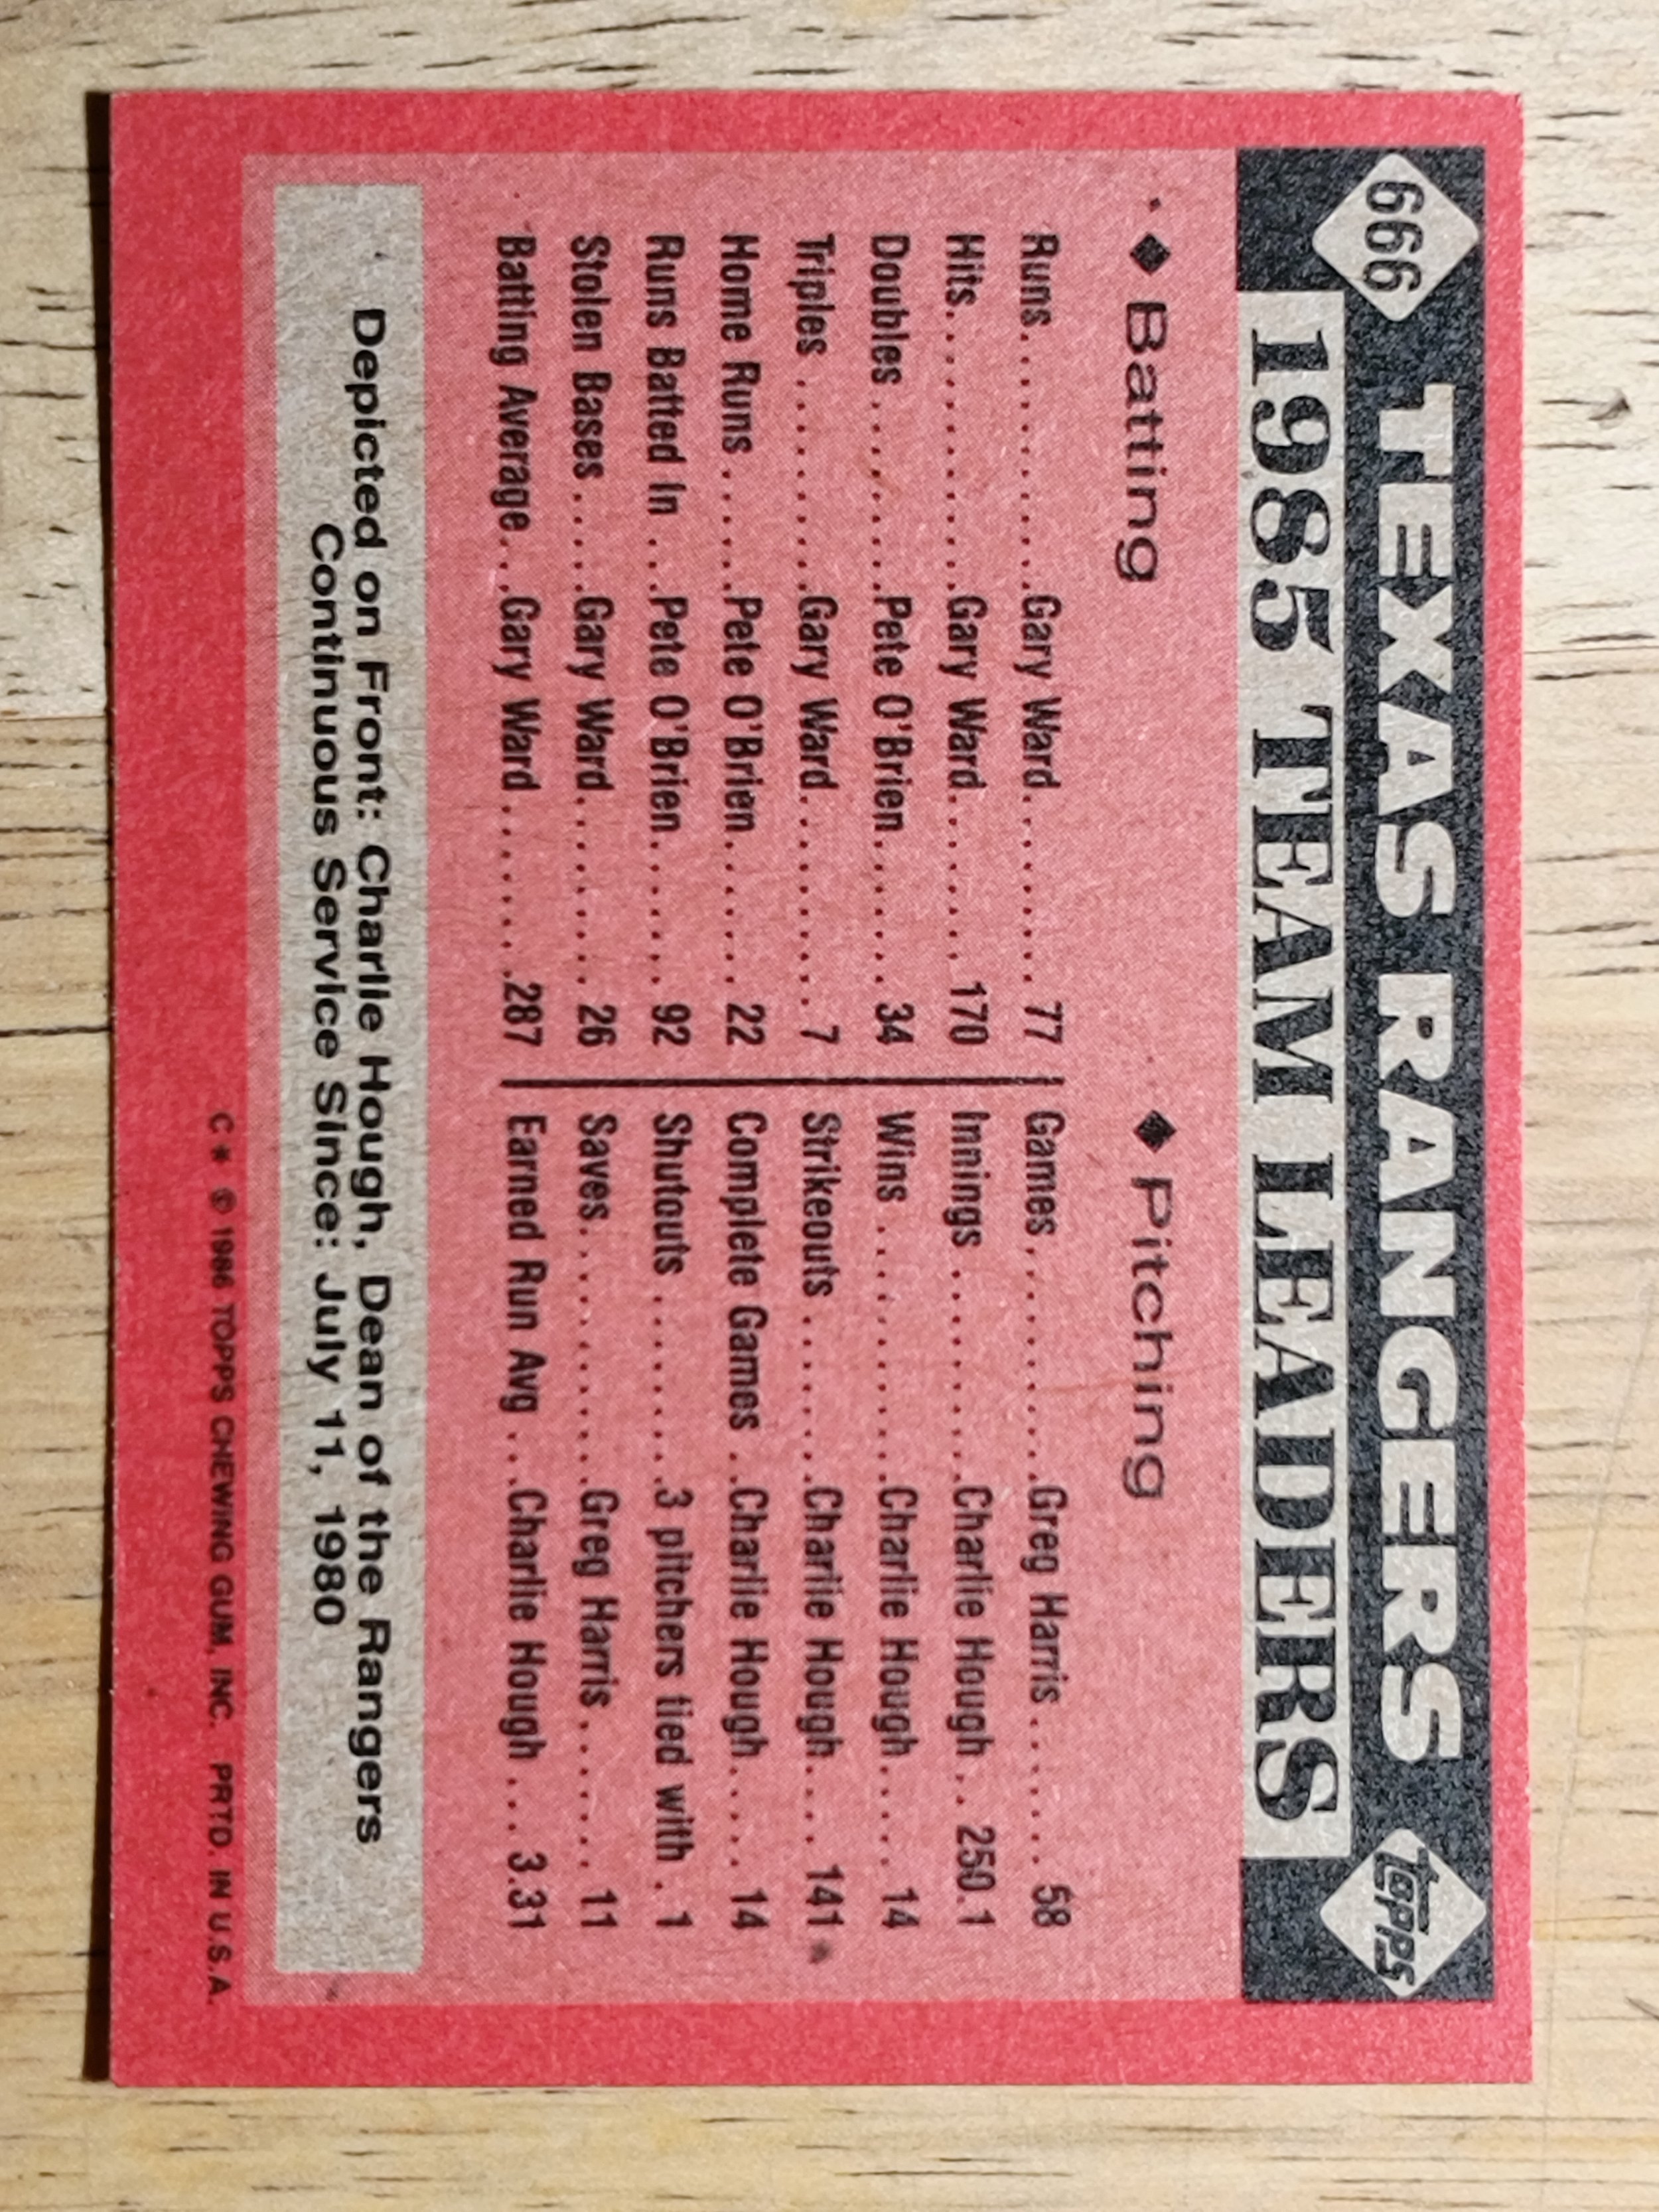 666 TEXAS RANGERS topps
1985 TEAM LEADERS
◆ Batting
Runs............Gary Ward.......... 77
Hits..............Gary Ward......... 170
Doubles.........Pete O'Brien....... 34
Triples..........Gary Ward.......... 7
Home Runs......Pete O'Brien....... 22
Runs Batted In ..Pete O'Brien....... 92
Stolen Bases.....Gary Ward......... 26
Batting Average..Gary Ward.........287
◆ Pitching
Games...........Greg Harris....... 58
Innings..........Charlie Hough.. 250.1
Wins............Charlie Hough.... 14
Strikeouts.......Charlie Hough... 141
Complete Games..Charlie Hough.... 14
Shutouts........3 pitchers tied with . 1
Saves............Greg Harris....... 11
Earned Run Avg ..Charlie Hough... 3.31
Depicted on Front: Charlie Hough, Dean of the Rangers
Continuous Service Since: July 11, 1980
C* © 1986 TOPPS CHEWING GUM, INC. PRTD. IN U.S.A.